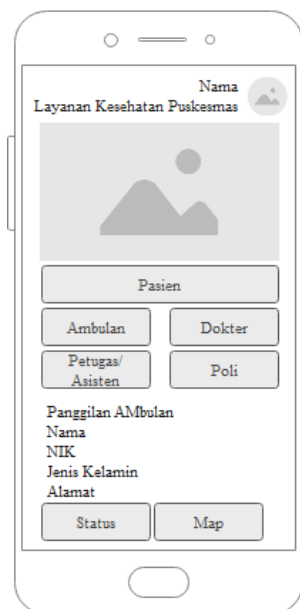 Nama
Layanan Kesehatan Puskesmas
Pasien
Ambulan
Dokter
Petugas/
Asisten
Poli
Panggilan AMbulan
Nama
NIK
Jenis Kelamin
Alamat
Status
Map